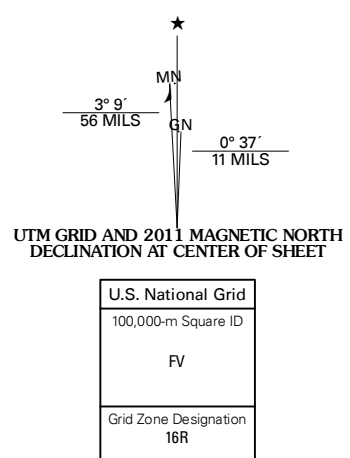 ★
MN
3° 9´
56 MILS
GN
0° 37´
11 MILS
UTM GRID AND 2011 MAGNETIC NORTH
DECLINATION AT CENTER OF SHEET
U.S. National Grid
100,000-m Square ID
FV
Grid Zone Designation
16R